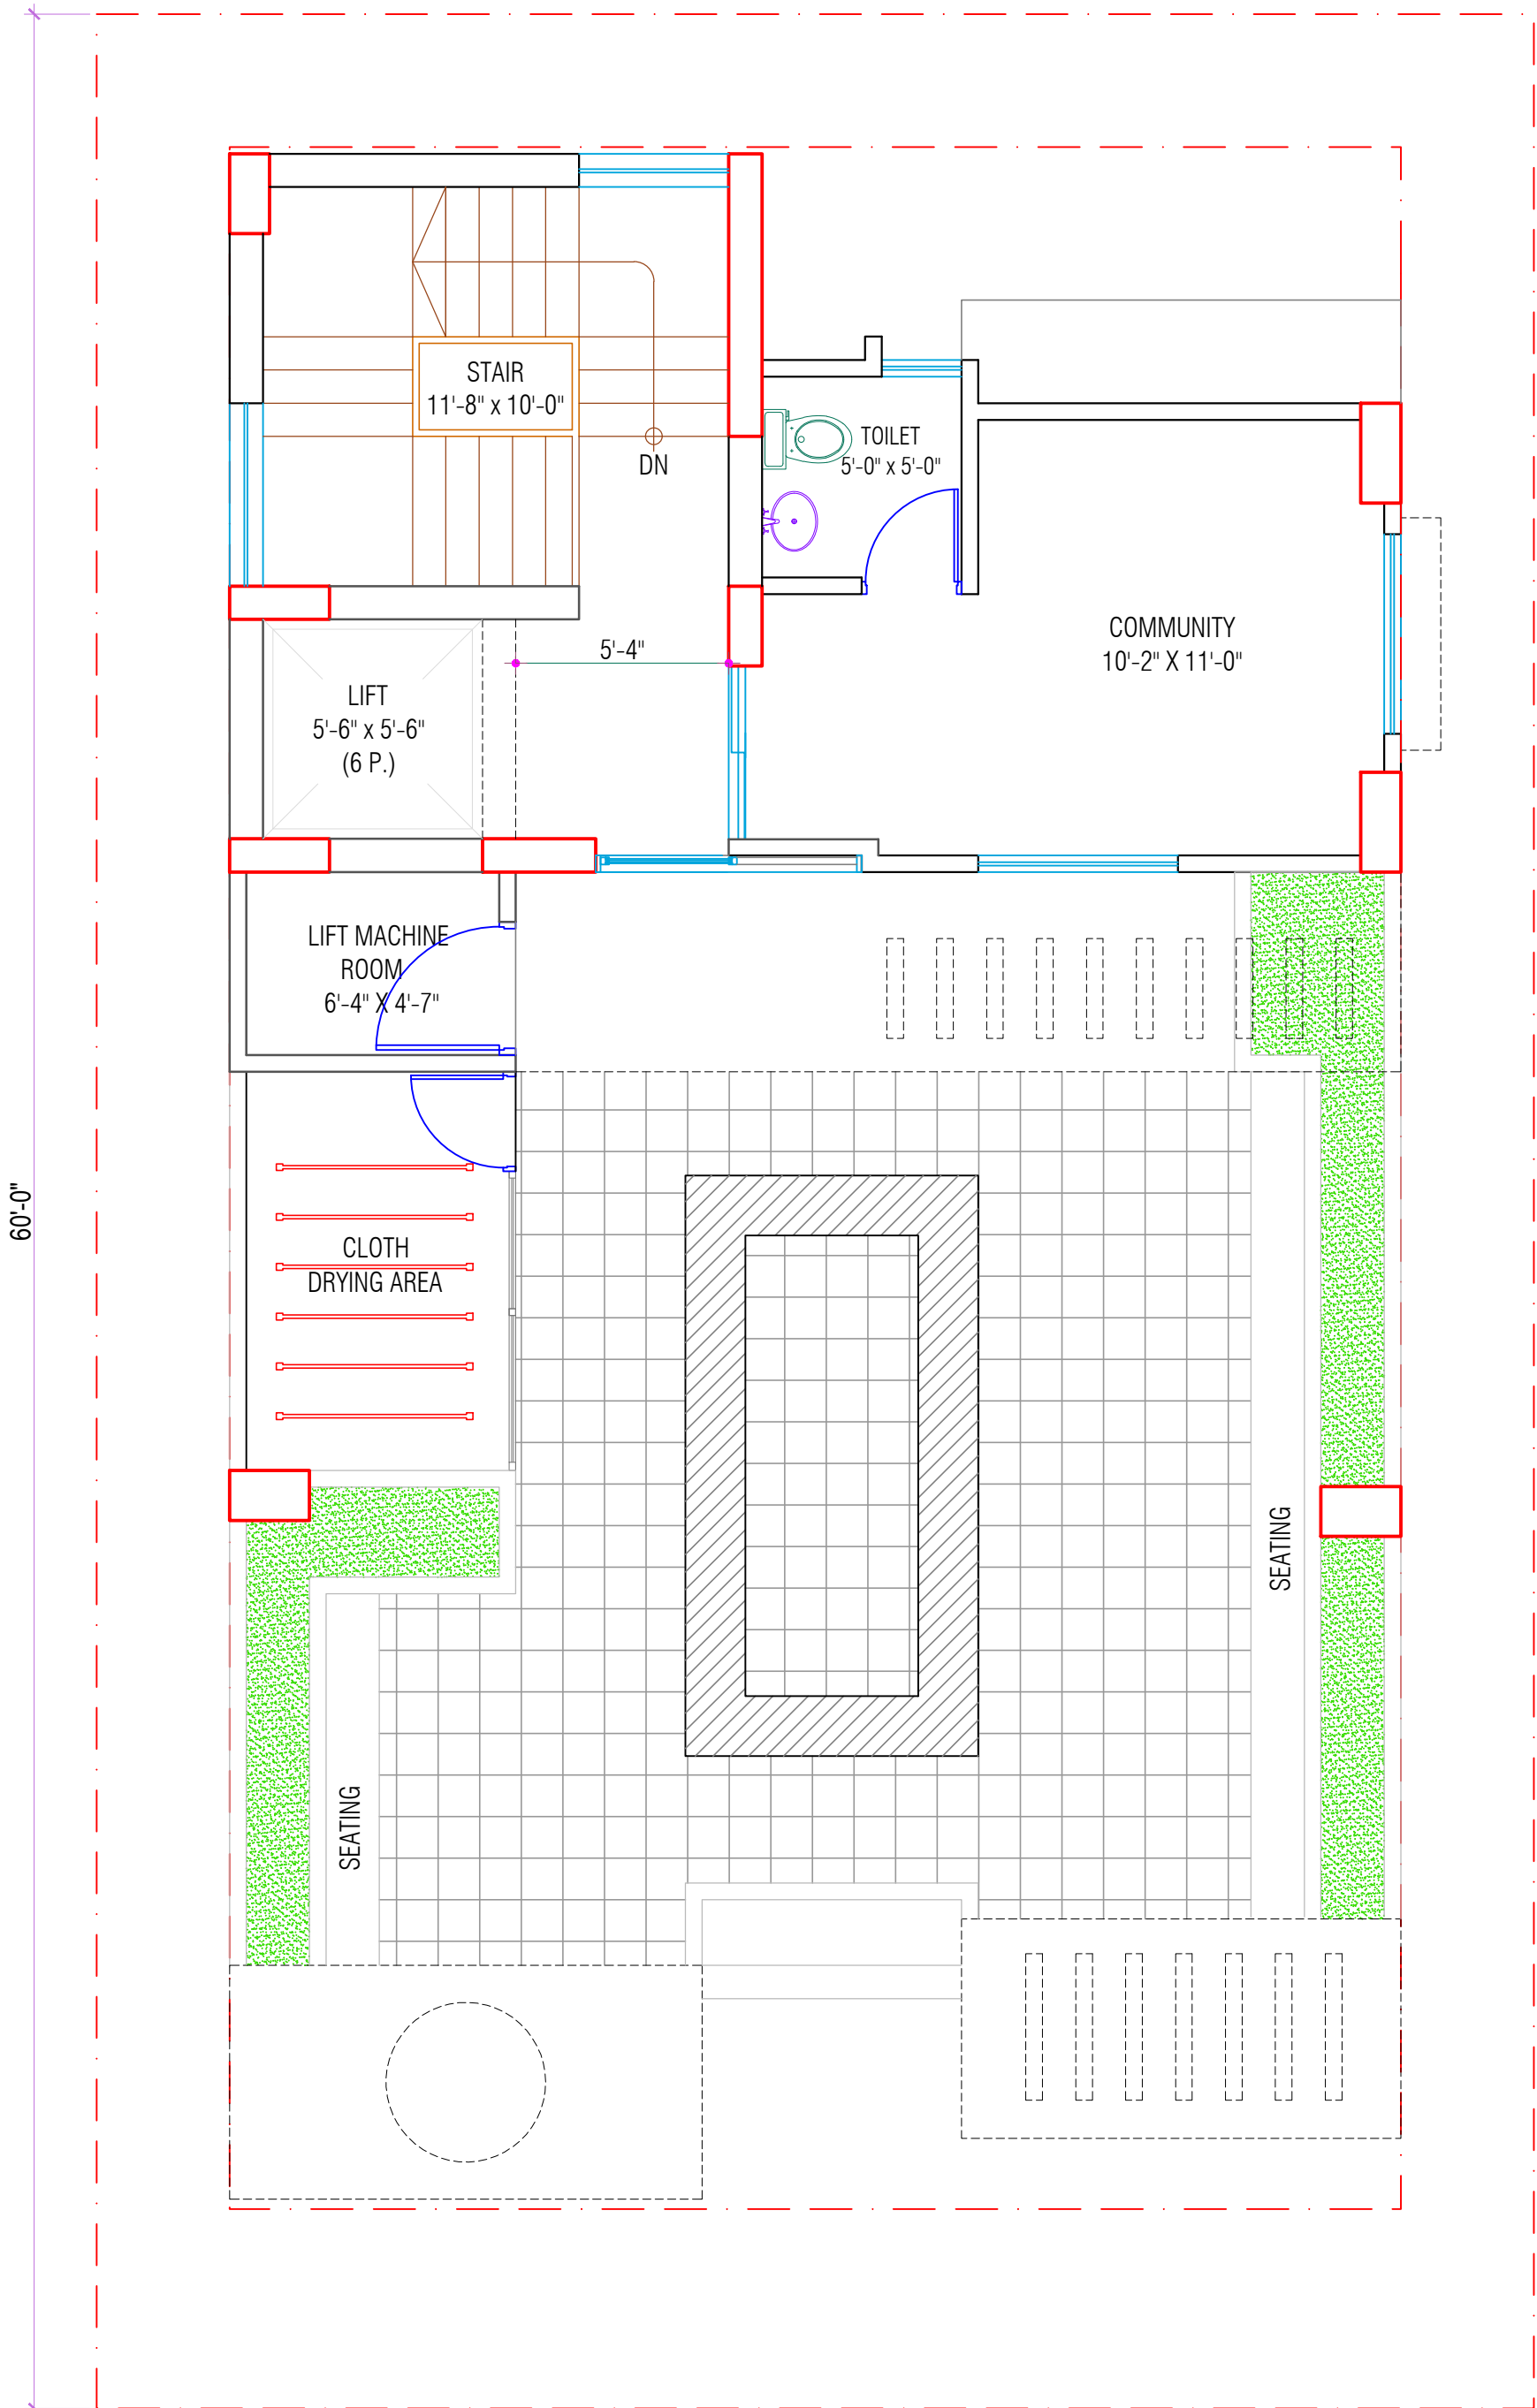 STAIR
11'-8" x 10'-0"
DN
TOILET
5'-0" x 5'-0"
COMMUNITY
10'-2" X 11'-0"
5'-4"
LIFT
5'-6" x 5'-6"
(6 P.)
LIFT MACHINE
ROOM
6'-4" X 4'-7"
60'-0"
CLOTH
DRYING AREA
SEATING
SEATING